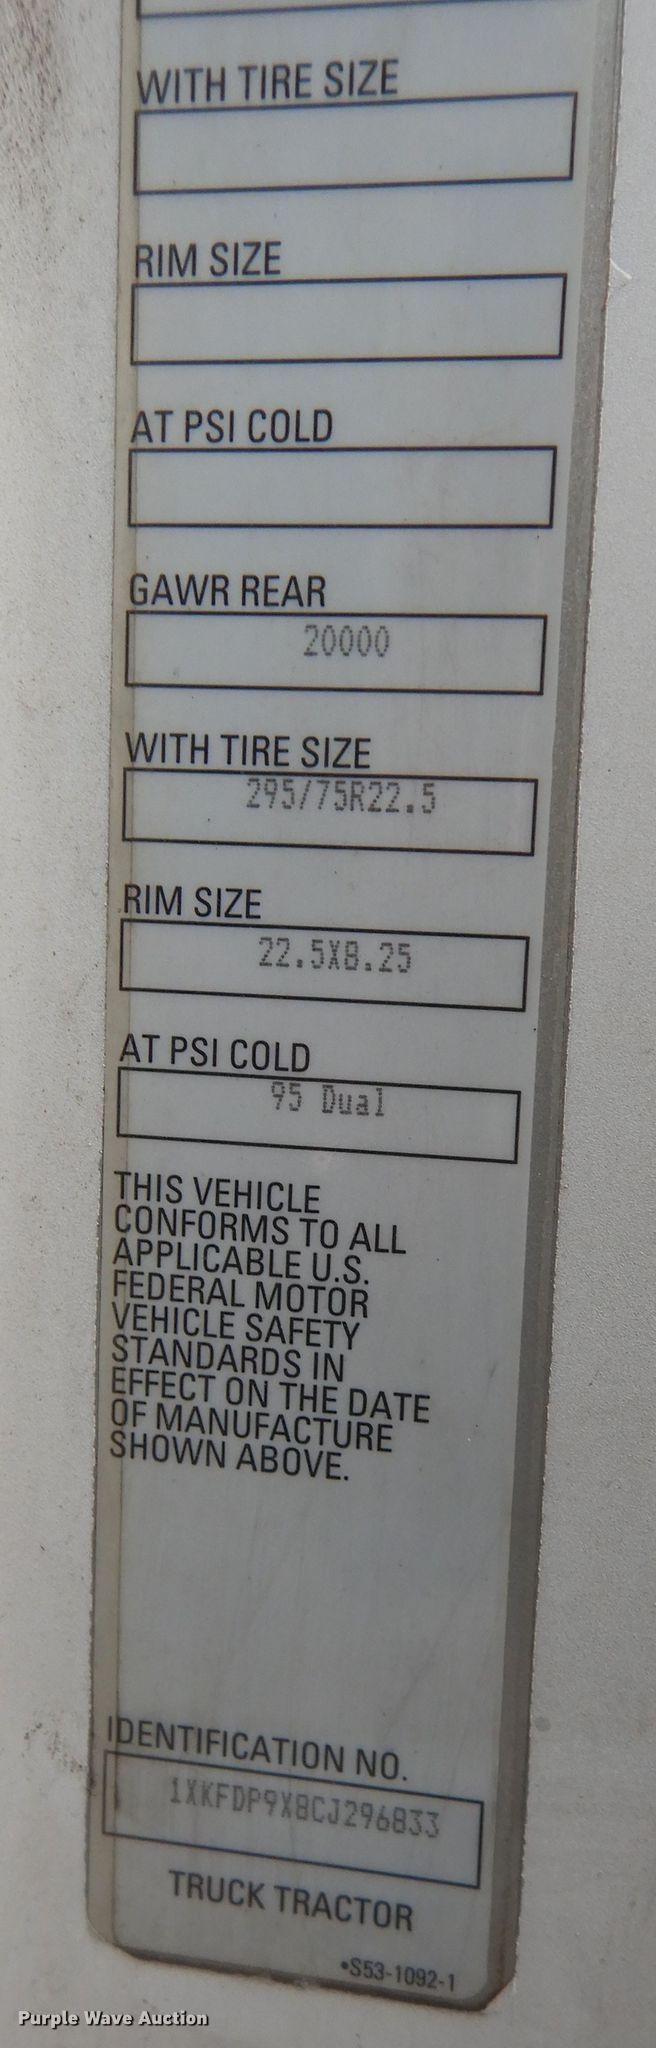 WITH TIRE SIZE
RIM SIZE
AT PSI COLD
GAWR REAR
20000
WITH TIRE SIZE
295/75R22.5
RIM SIZE
22.5X8.25
AT PSI COLD
95 Dual
THIS VEHICLE
CONFORMS TO ALL
APPLICABLE U.S.
FEDERAL MOTOR
VEHICLE SAFETY
STANDARDS IN
EFFECT ON THE DATE
OF MANUFACTURE
SHOWN ABOVE.
IDENTIFICATION NO.
1XKFDP9X8CJ296833
TRUCK TRACTOR
•S53-1092-1
Purple Wave Auction